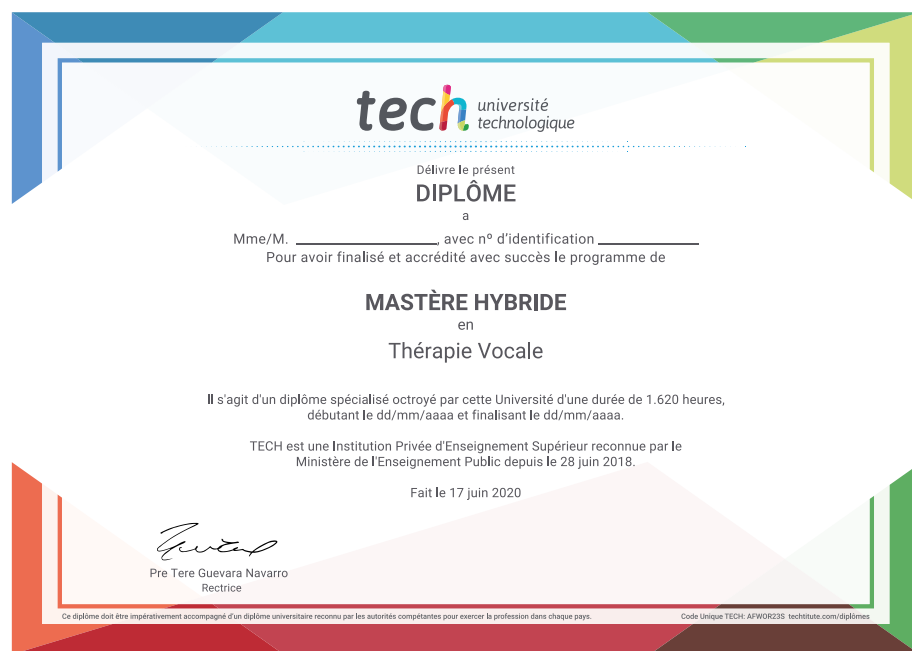 tech université
technologique
Délivre le présent
DIPLÔME
a
Mme/M. ____________, avec nº d'identification ____________
Pour avoir finalisé et accrédité avec succès le programme de
MASTÈRE HYBRIDE
en
Thérapie Vocale
Il s'agit d'un diplôme spécialisé octroyé par cette Université d'une durée de 1.620 heures,
débutant le dd/mm/aaaa et finalisant le dd/mm/aaaa.
TECH est une Institution Privée d'Enseignement Supérieur reconnue par le
Ministère de l'Enseignement Public depuis le 28 juin 2018.
Fait le 17 juin 2020
Pre Tere Guevara Navarro
Rectrice
Ce diplôme doit être impérativement accompagné d'un diplôme universitaire reconnu par les autorités compétentes pour exercer la profession dans chaque pays.
Code Unique TECH: AFWOR23S techtitute.com/diplômes